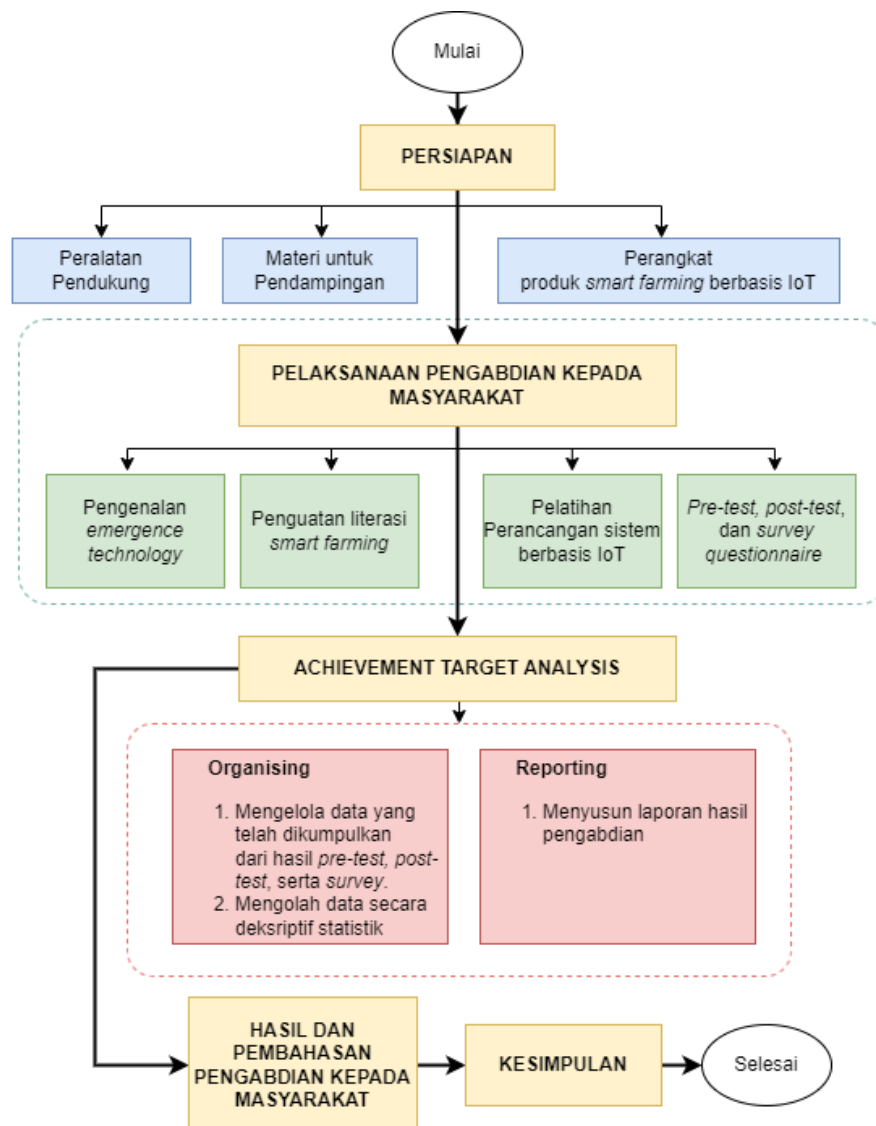 Mulai
PERSIAPAN
Peralatan
Pendukung
Materi untuk
Pendampingan
Perangkat
produk smart farming berbasis IoT
PELAKSANAAN PENGABDIAN KEPADA
MASYARAKAT
Pengenalan
emergence
technology
Penguatan literasi
smart farming
Pelatihan
Perancangan sistem
berbasis IoT
Pre-test, post-test,
dan survey
questionnaire
ACHIEVEMENT TARGET ANALYSIS
Organising
1. Mengelola data yang
telah dikumpulkan
dari hasil pre-test, post-
test, serta survey.
2. Mengolah data secara
deksriptif statistik
Reporting
1. Menyusun laporan hasil
pengabdian
HASIL DAN
PEMBAHASAN
PENGABDIAN KEPADA
MASYARAKAT
KESIMPULAN
Selesai